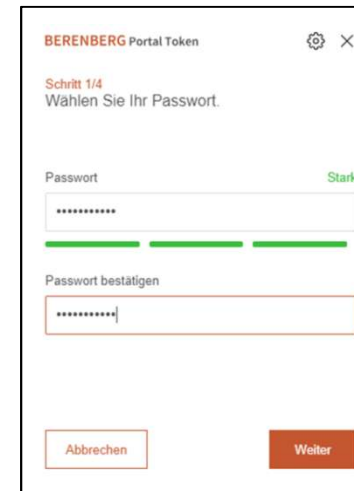 BERENBERG Portal Token
Schritt 1/4
Wählen Sie Ihr Passwort.
Passwort Stark
•••••••••••
Passwort bestätigen
•••••••••••
Abbrechen Weiter